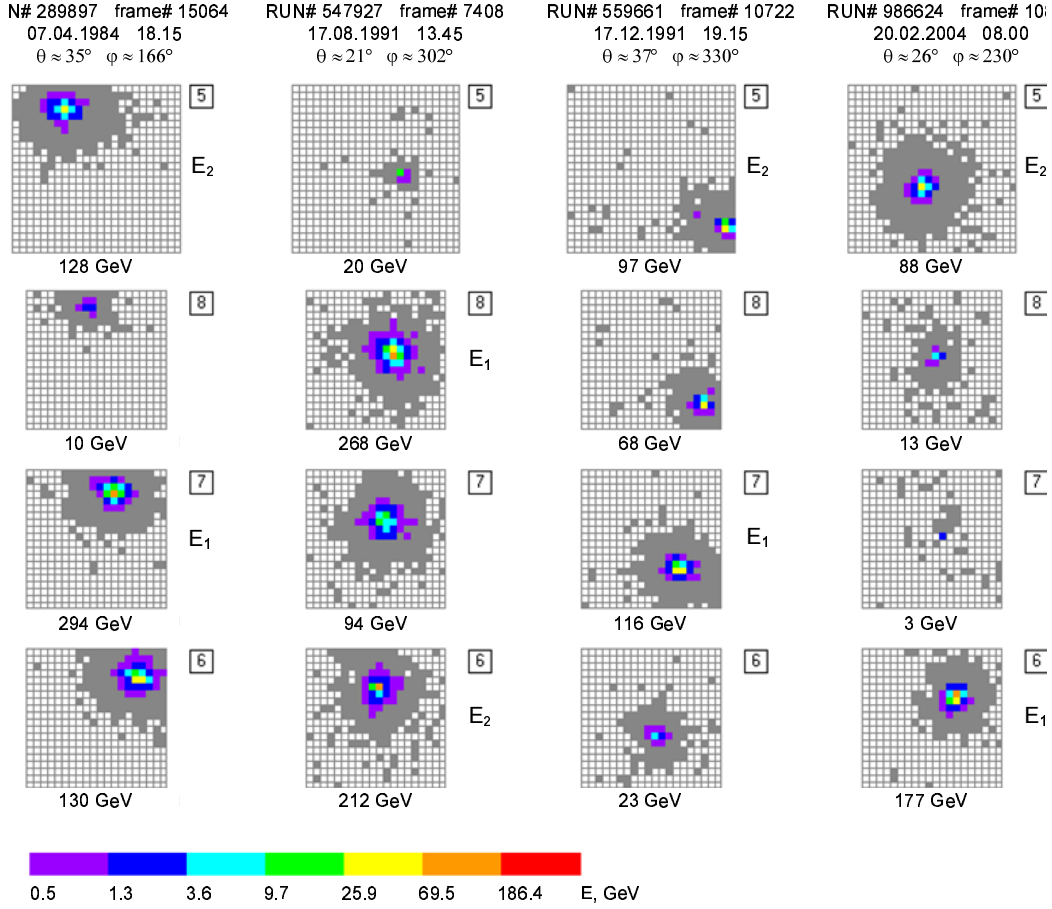 N# 289897 frame# 15064 RUN# 547927 frame# 7408 RUN# 559661 frame# 10722 RUN# 986624 frame# 108
07.04.1984 18.15 17.08.1991 13.45 17.12.1991 19.15 20.02.2004 08.00
θ ≈ 35° φ ≈ 166° θ ≈ 21° φ ≈ 302° θ ≈ 37° φ ≈ 330° θ ≈ 26° φ ≈ 230°
5 5 5 5
E2 E2 E2
128 GeV 20 GeV 97 GeV 88 GeV
8 8 8 8
E1
10 GeV 268 GeV 68 GeV 13 GeV
7 7 7 7
E1 E1
294 GeV 94 GeV 116 GeV 3 GeV
6 6 6 6
E2 E1
130 GeV 212 GeV 23 GeV 177 GeV
0.5 1.3 3.6 9.7 25.9 69.5 186.4 E, GeV